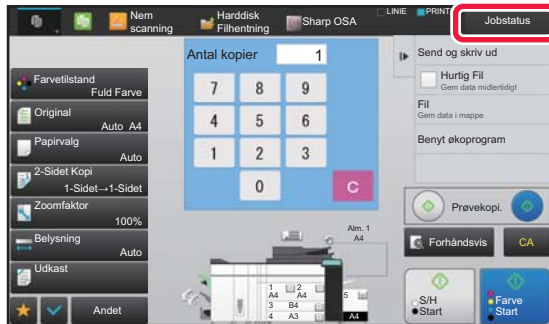 Nem
scanning
Harddisk
Filhentning
Sharp OSA
LINIE
PRINT
Jobstatus
Antal kopier
1
7 8 9
4 5 6
1 2 3
0 C
Farvetilstand
Fuld Farve
Original
Auto A4
Papirvalg
Auto
2-Sidet Kopi
1-Sidet→1-Sidet
Zoomfaktor
100%
Belysning
Auto
Udkast
Andet
Alm. 1
A4
1 2
A4 A4
3 B4
4 A3
5
A4
Send og skriv ud
Hurtig Fil
Gem data midlertidigt
Fil
Gem data i mappe
Benyt økoprogram
Prøvekopi.
Forhåndsvis
CA
S/H
Start
Farve
Start